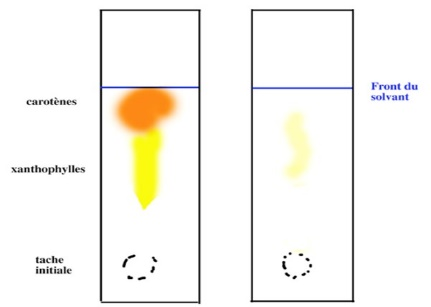 Front du
solvant
carotènes
xanthophylles
tache
initiale